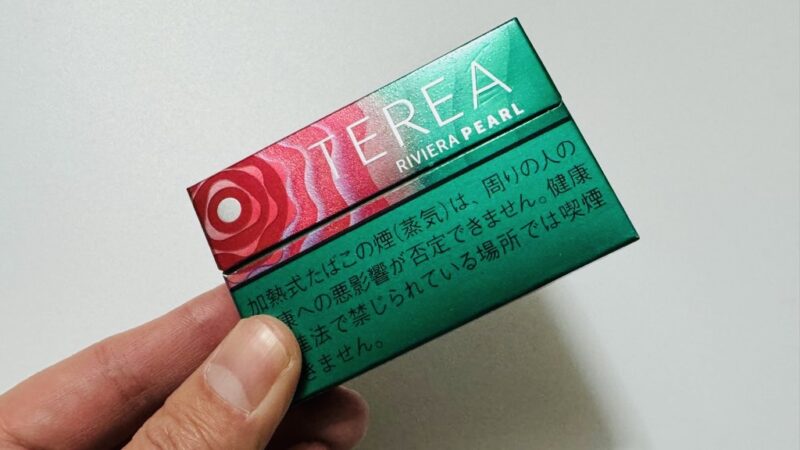 TEREA
RIVIERA PEARL
加熱式たばこの煙(蒸気)は、周りの人の
康への悪影響が否定できません。健康
進法で禁じられている場所では喫煙
きません。